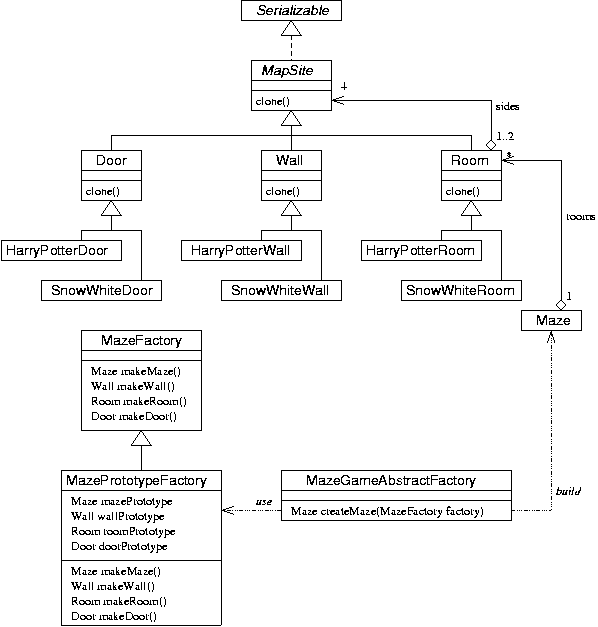 Serializable
MapSite
clone()
4
sides
1..2
Door
clone()
Wall
clone()
Room
clone()
*
rooms
1
HarryPotterDoor
HarryPotterWall
HarryPotterRoom
SnowWhiteDoor
SnowWhiteWall
SnowWhiteRoom
Maze
MazeFactory
Maze makeMaze()
Wall makeWall()
Room makeRoom()
Door makeDoor()
MazePrototypeFactory
Maze mazePrototype
Wall wallPrototype
Room roomPrototype
Door doorPrototype
Maze makeMaze()
Wall makeWall()
Room makeRoom()
Door makeDoor()
use
MazeGameAbstractFactory
Maze createMaze(MazeFactory factory)
build